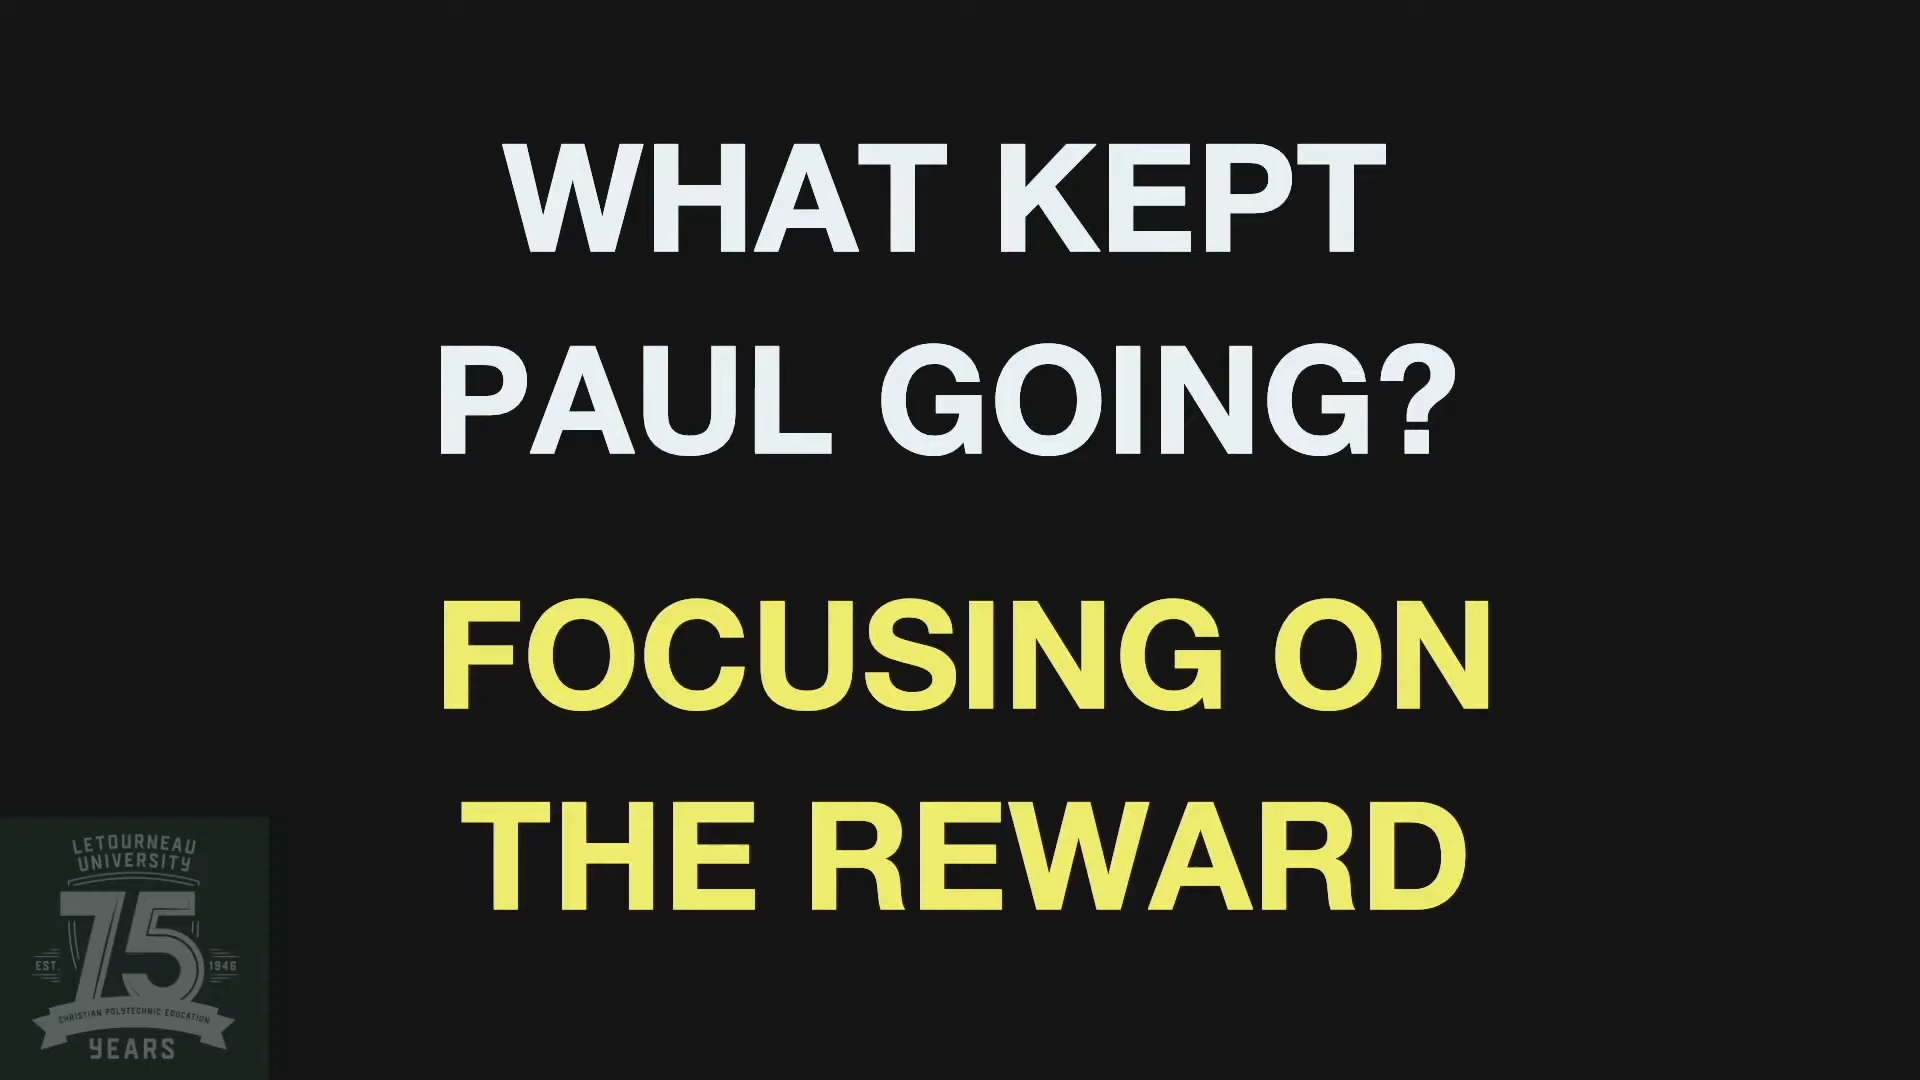 WHAT KEPT
PAUL GOING?
FOCUSING ON
THE REWARD
LETOURNEAU
UNIVERSITY
75
EST. 1946
CHRISTIAN POLYTECHNIC EDUCATION
YEARS